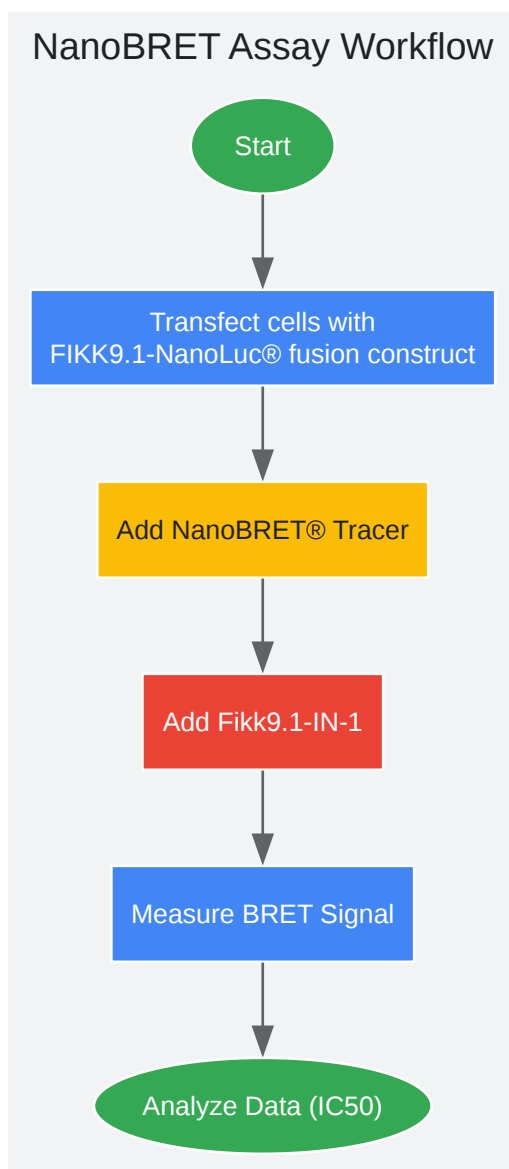 NanoBRET Assay Workflow
Start
Transfect cells with
FIKK9.1-NanoLuc® fusion construct
Add NanoBRET® Tracer
Add Fikk9.1-IN-1
Measure BRET Signal
Analyze Data (IC50)